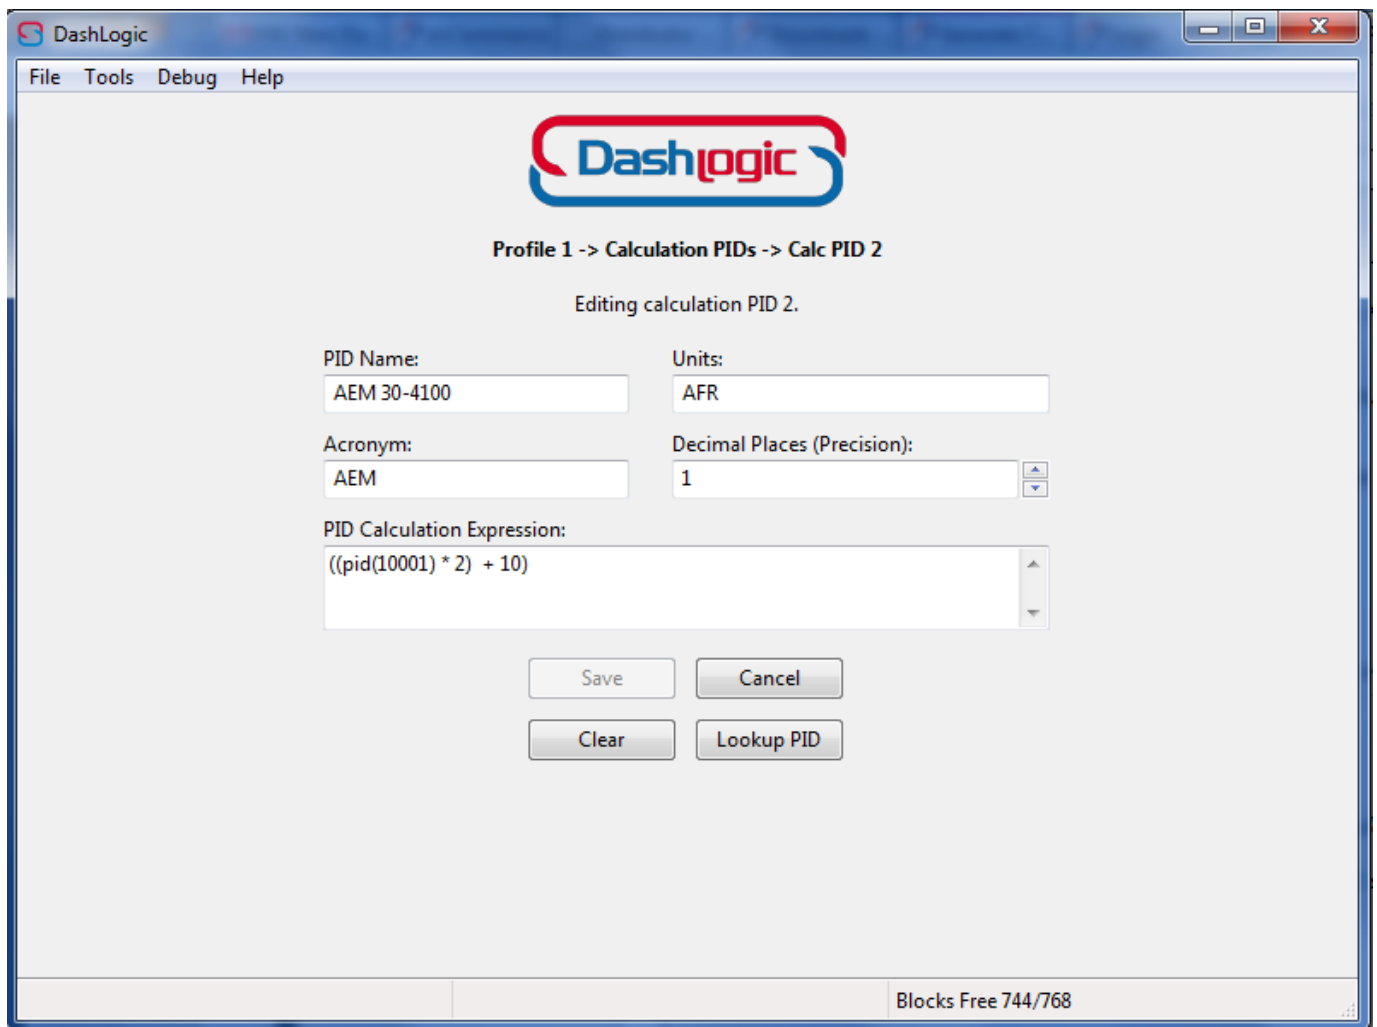 DashLogic
File Tools Debug Help
Dashlogic
Profile 1 -> Calculation PIDs -> Calc PID 2
Editing calculation PID 2.
PID Name: Units:
AEM 30-4100 AFR
Acronym: Decimal Places (Precision):
AEM 1
PID Calculation Expression:
((pid(10001) * 2)  + 10)
Save Cancel
Clear Lookup PID
Blocks Free 744/768